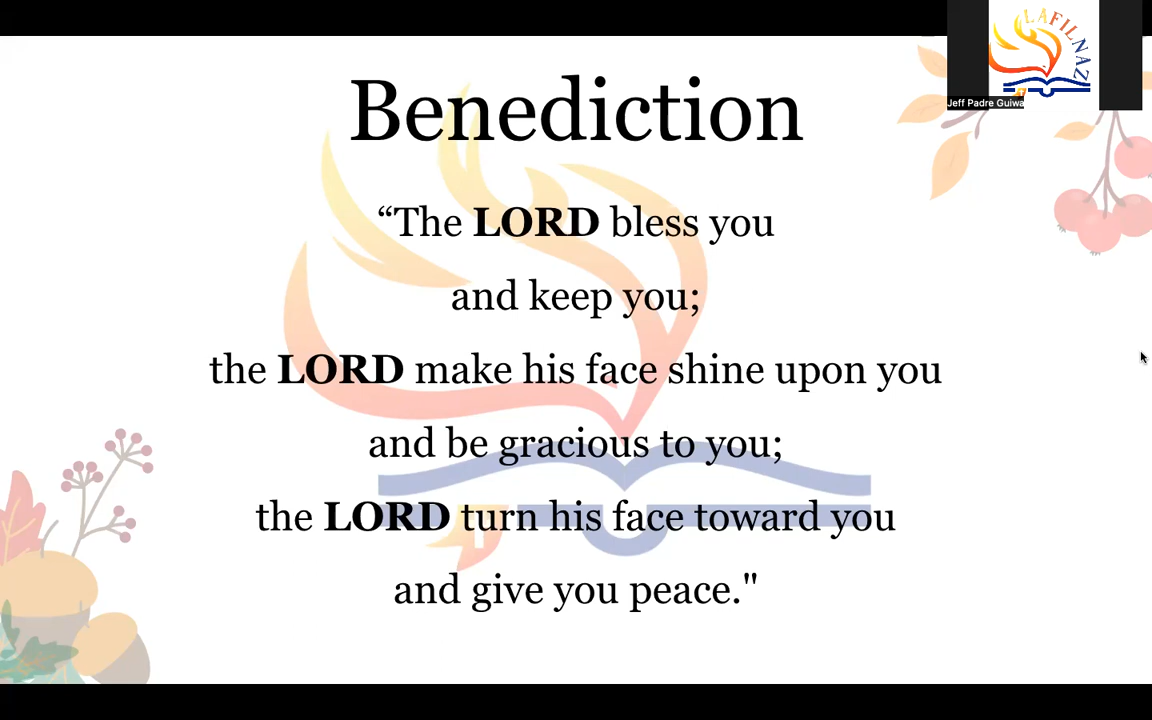 LAFILNAZ
Jeff Padre Guiwa
Benediction
“The LORD bless you
and keep you;
the LORD make his face shine upon you
and be gracious to you;
the LORD turn his face toward you
and give you peace."